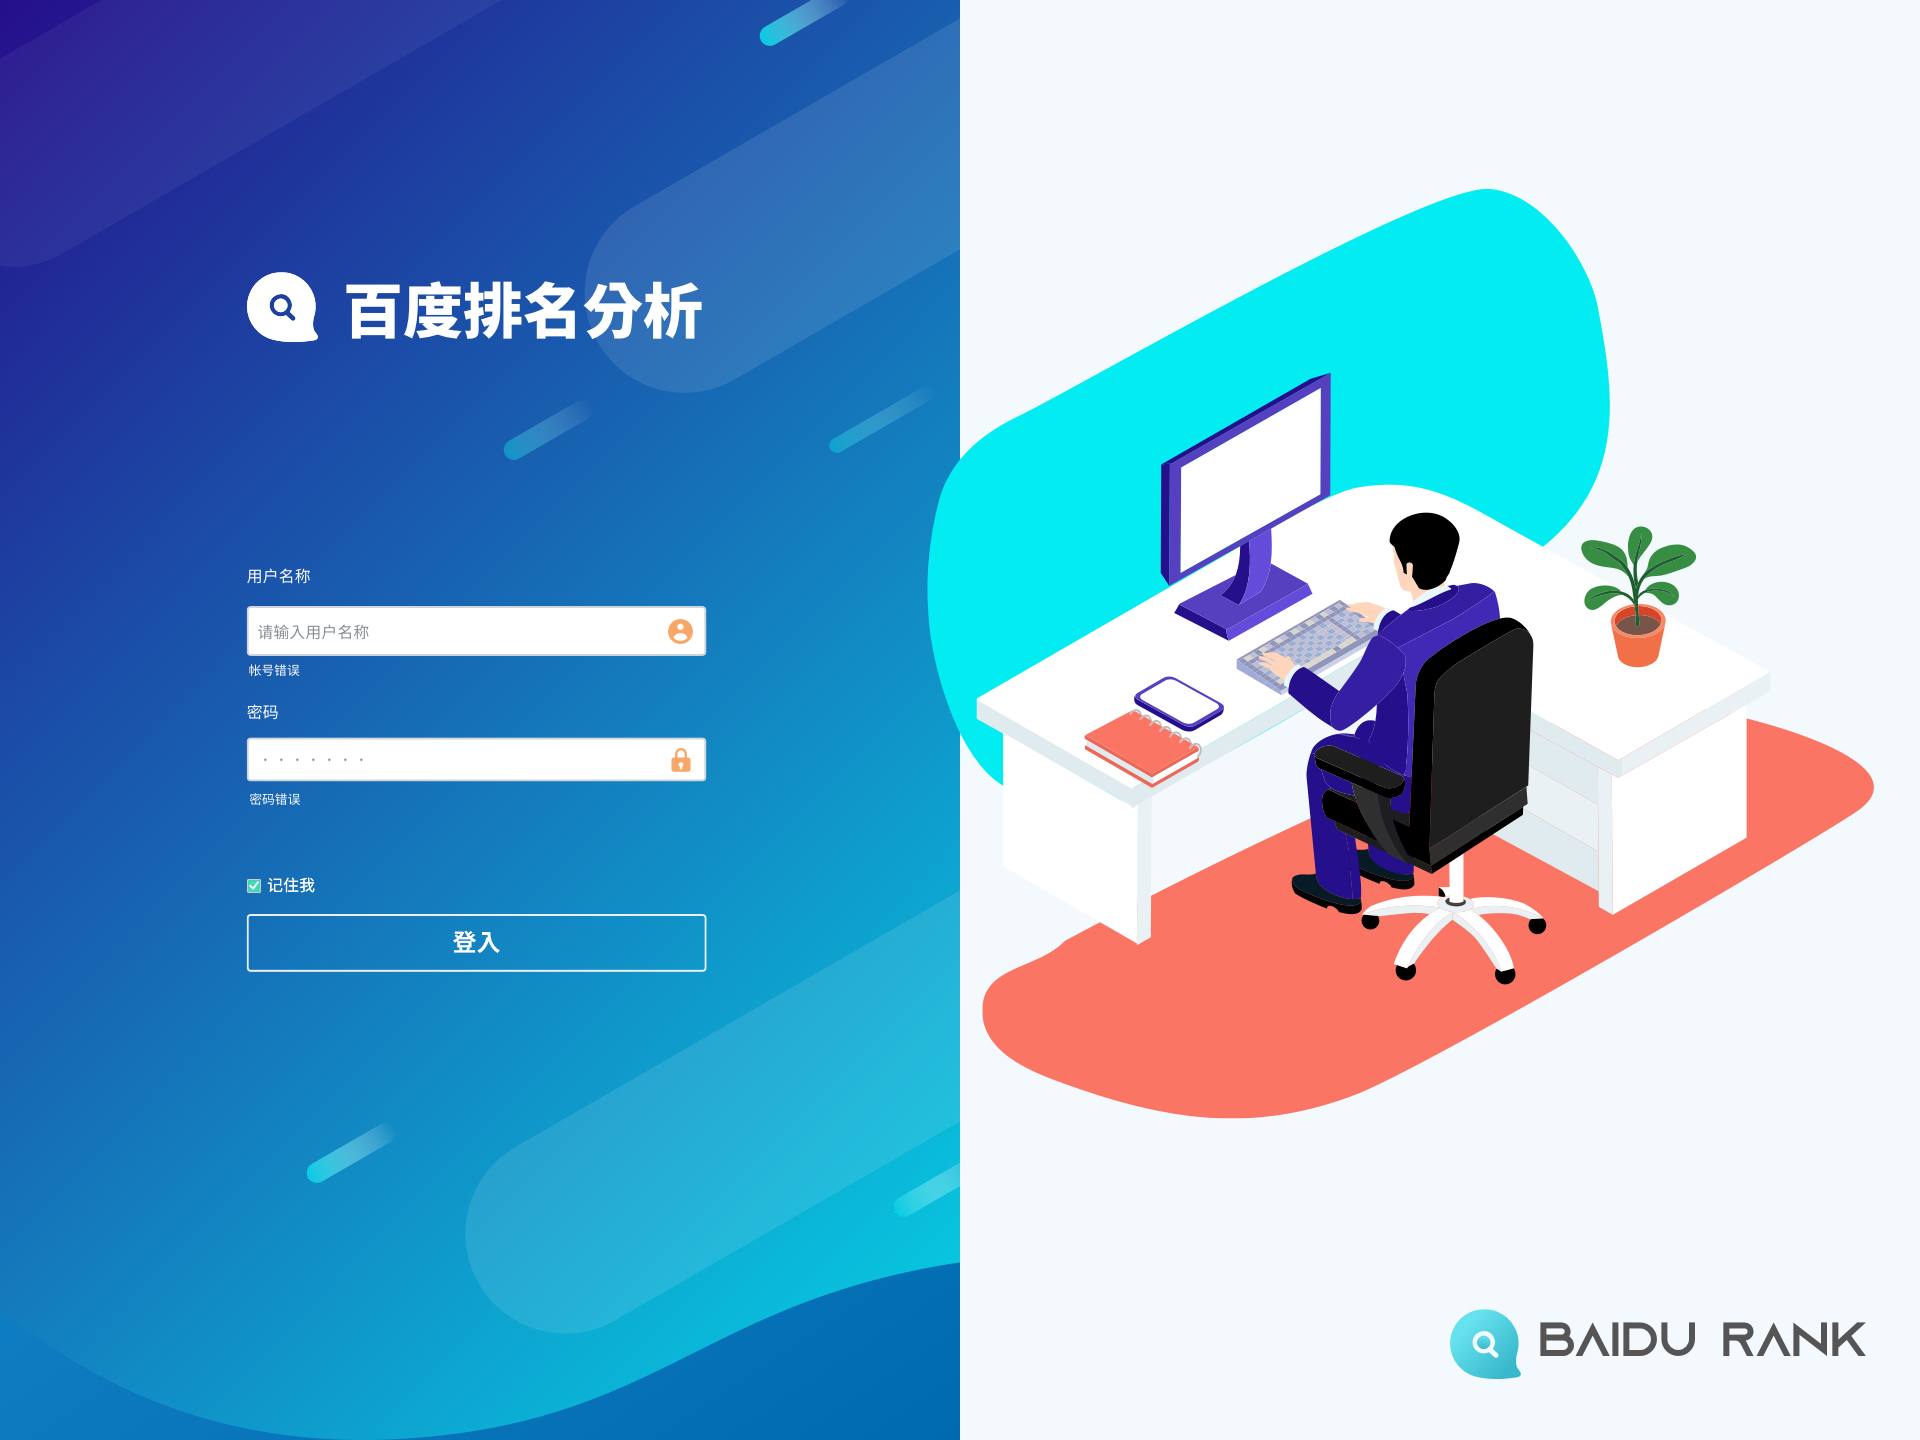 百度排名分析
用户名称
请输入用户名称
帐号错误
密码
· · · · · · ·
密码错误
记住我
登入
BAIDU RANK